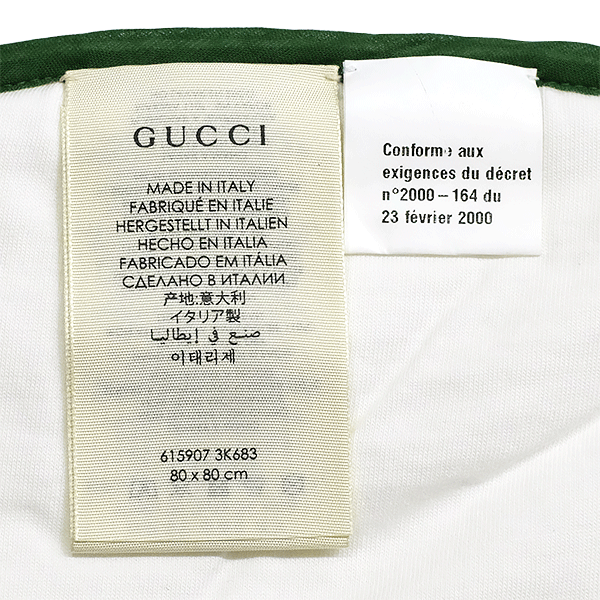 GUCCI
MADE IN ITALY
FABRIQUÉ EN ITALIE
HERGESTELLT IN ITALIEN
HECHO EN ITALIA
FABRICADO EM ITÁLIA
СДЕЛАНО В ИТАЛИИ
产地:意大利
イタリア製
صنع في إيطاليا
이태리제
615907 3K683
80 x 80 cm
Conforme aux
exigences du décret
n°2000 – 164 du
23 février 2000